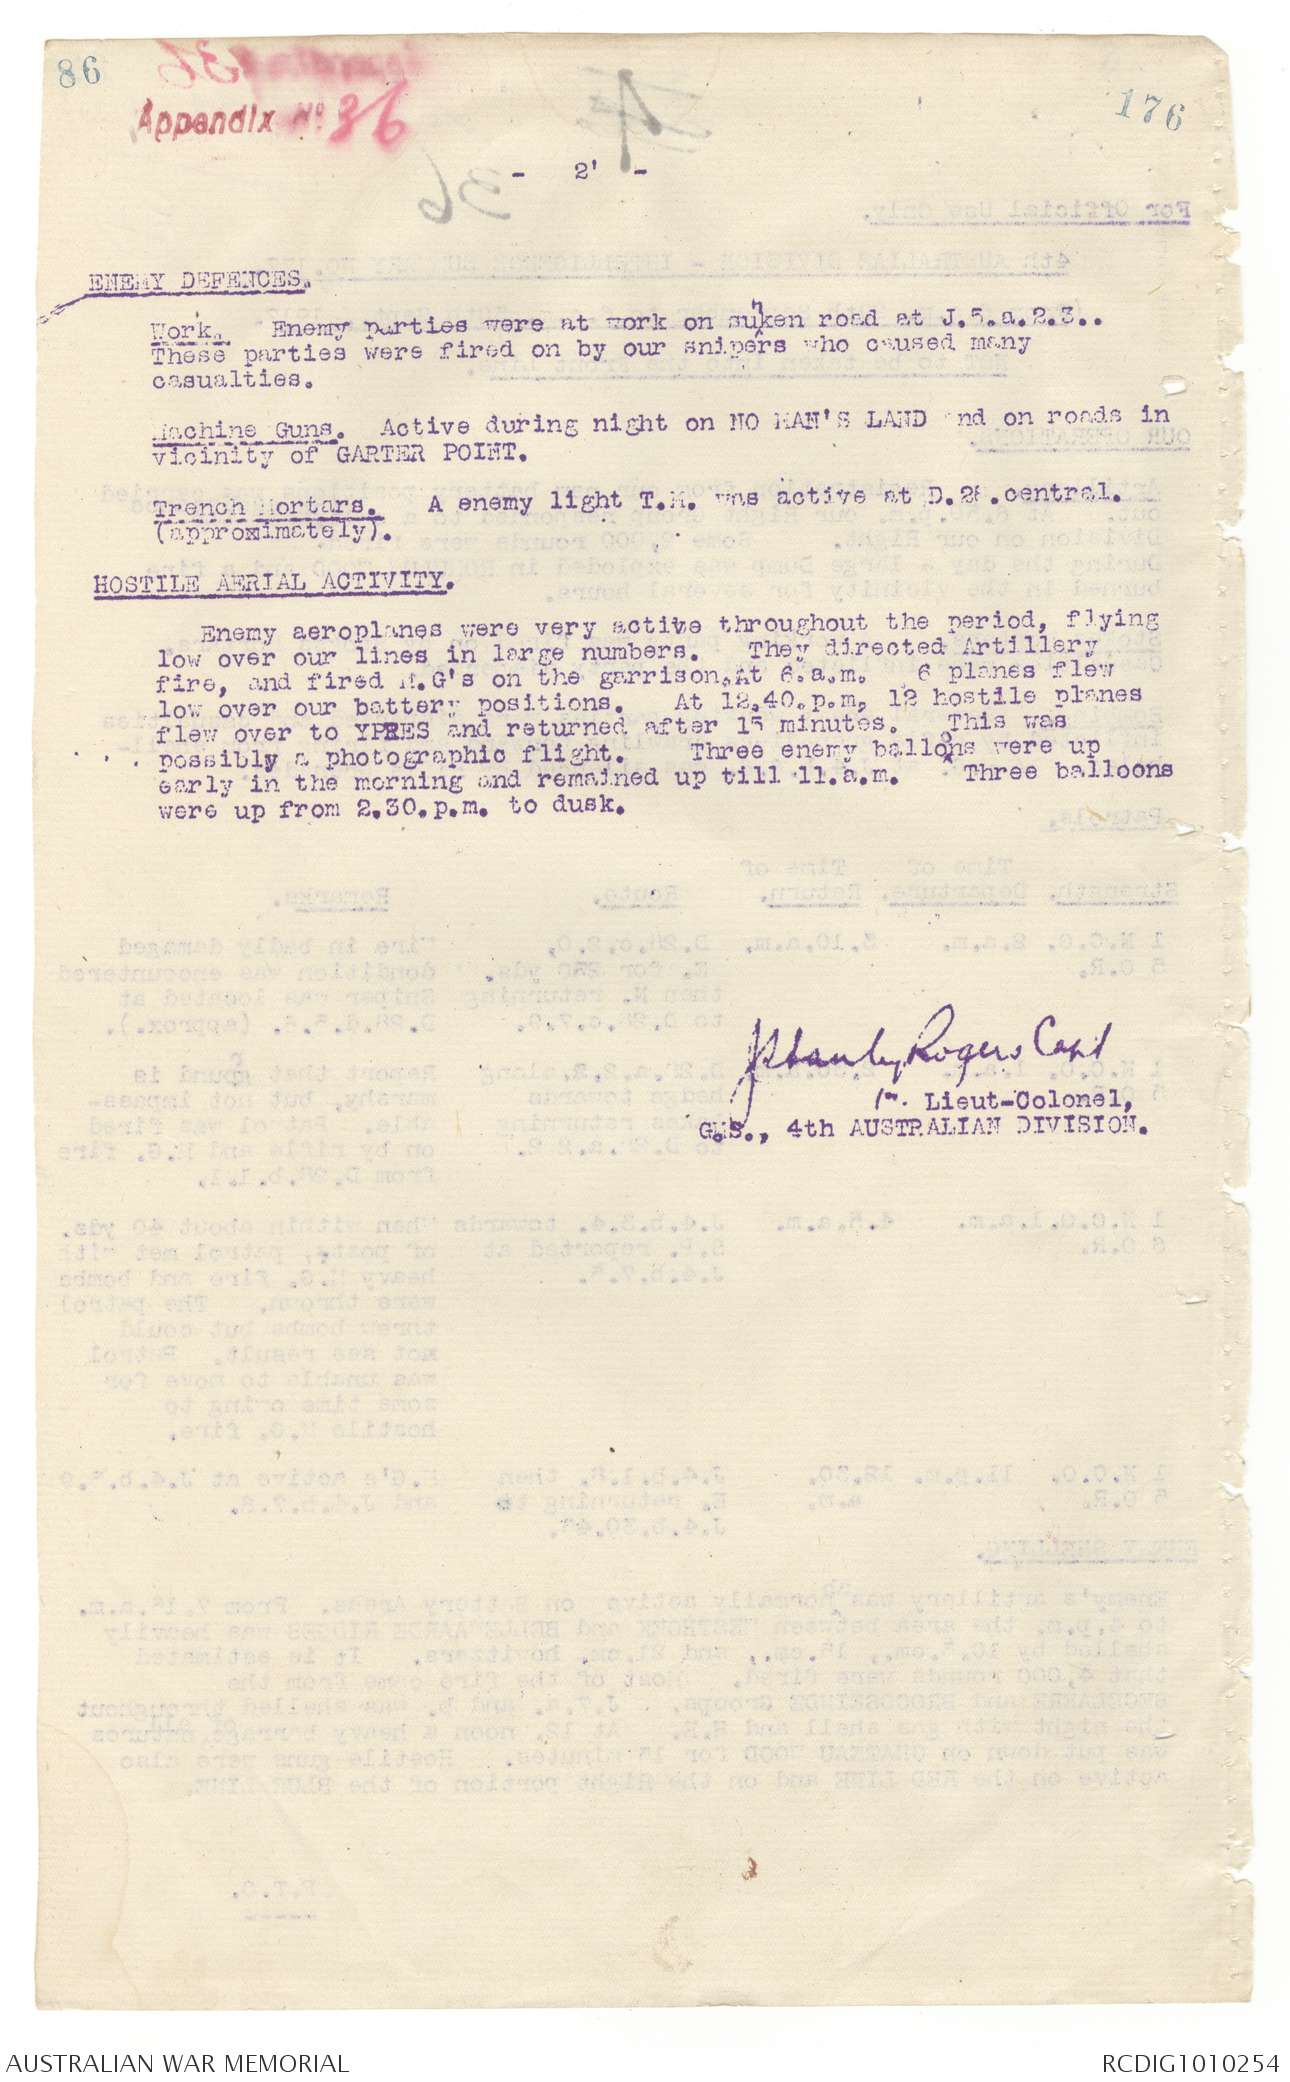 86
Appendix No 36
176
- 2' -
ENEMY DEFENCES.
Work. Enemy parties were at work on sunken road at J.5.a.2.3..
These parties were fired on by our snipers who caused many
casualties.
Machine Guns. Active during night on NO MAN'S LAND and on roads in
vicinity of GARTER POINT.
Trench Mortars. A enemy light T.M. was active at D.28.central.
(approximately).
HOSTILE AERIAL ACTIVITY.
Enemy aeroplanes were very active throughout the period, flying
low over our lines in large numbers. They directed Artillery
fire, and fired M.G's on the garrison. At 6.a.m. 6 planes flew
low over our battery positions. At 12.40.p.m, 12 hostile planes
flew over to YPRES and returned after 15 minutes. This was
possibly a photographic flight. Three enemy balloons were up
early in the morning and remained up till 11.a.m. Three balloons
were up from 2.30.p.m. to dusk.
JStanley Rogers Capt
for Lieut-Colonel,
G.S., 4th AUSTRALIAN DIVISION.
AUSTRALIAN WAR MEMORIAL
RCDIG1010254